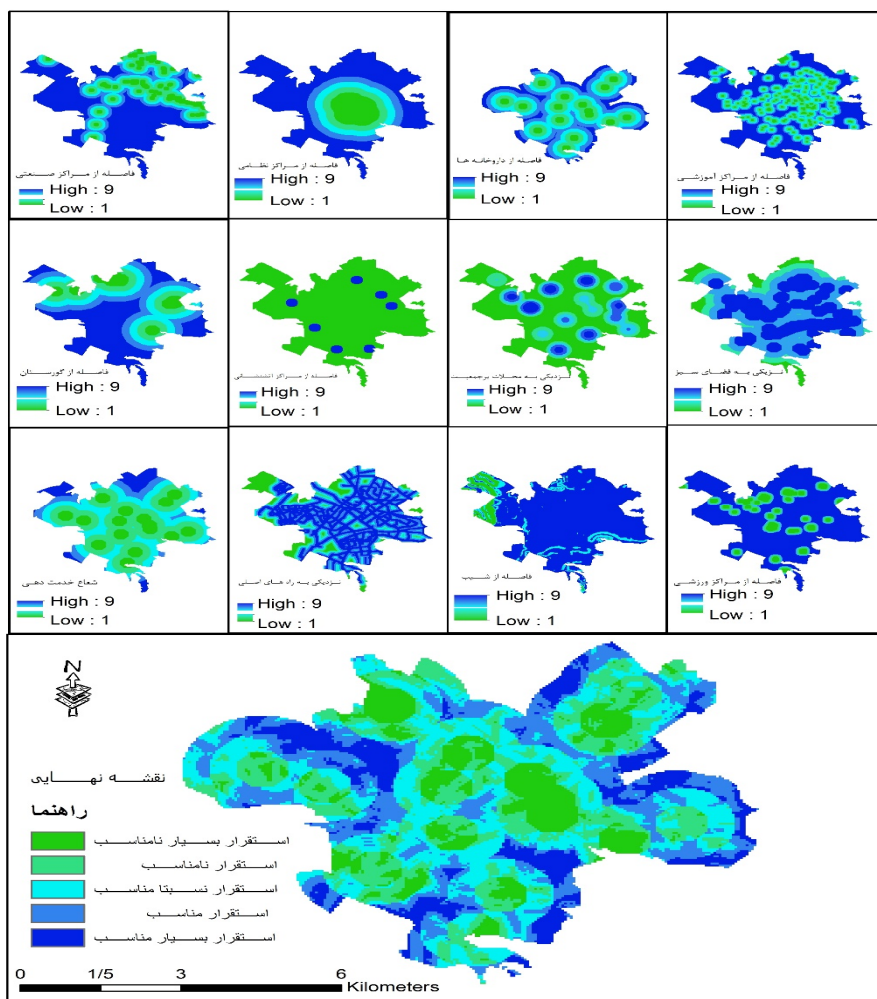 فاصله از مراکز صنعتی
High : 9
Low : 1
فاصله از مراکز نظامی
High : 9
Low : 1
فاصله از داروخانه ها
High : 9
Low : 1
فاصله از مراکز آموزشی
High : 9
Low : 1
فاصله از گورستان
High : 9
Low : 1
فاصله از مراکز اتشنشانی
High : 9
Low : 1
نزدیکی به محلات پرجمعیت
High : 9
Low : 1
نزیکی به فضای سبز
High : 9
Low : 1
شعاع خدمت دهی
High : 9
Low : 1
نزدیکی به راه های اصلی
High : 9
Low : 1
فاصله از شیب
High : 9
Low : 1
فاصله از مراکز ورزشی
High : 9
Low : 1
N
نقشه نهایی
راهنما
استقرار بسیار نامناسب
استقرار نامناسب
استقرار نسبتا مناسب
استقرار مناسب
استقرار بسیار مناسب
0 1/5 3 6
Kilometers